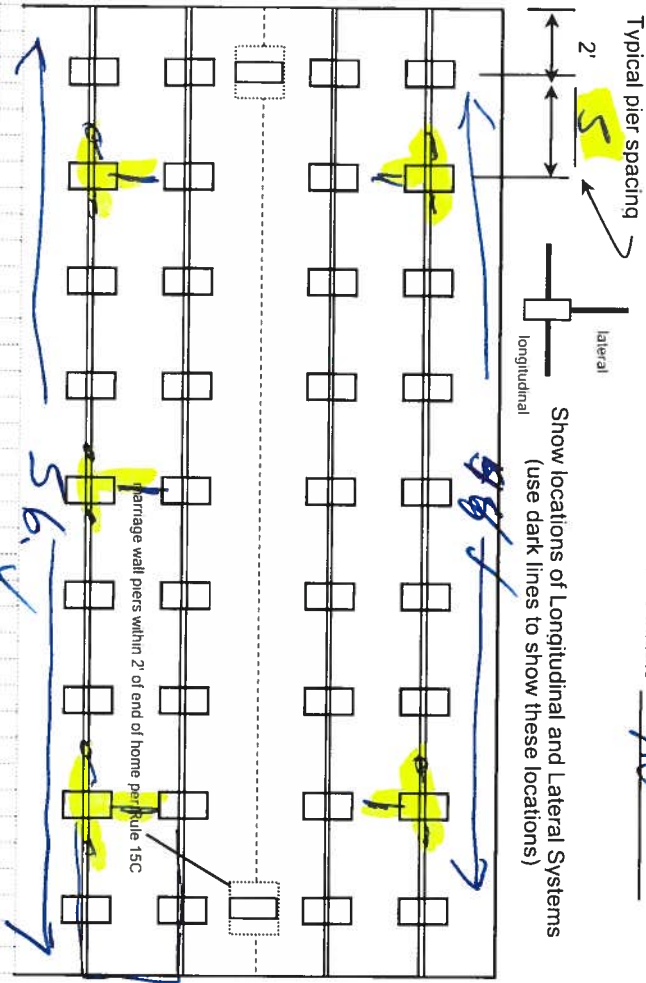 Typical pier spacing
2'
5
lateral
longitudinal
Show locations of Longitudinal and Lateral Systems
(use dark lines to show these locations)
marriage wall piers within 2' of end of home per Rule 15C
56'